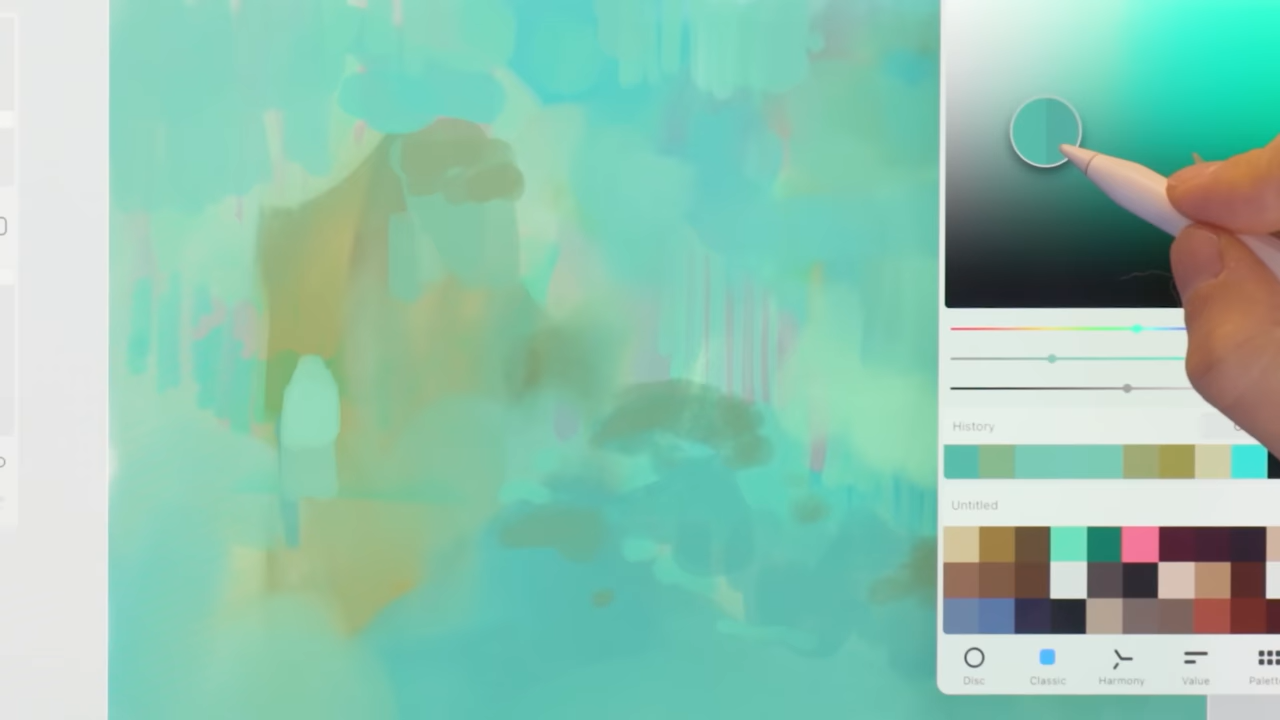 History
Untitled
Disc
Classic
Harmony
Value